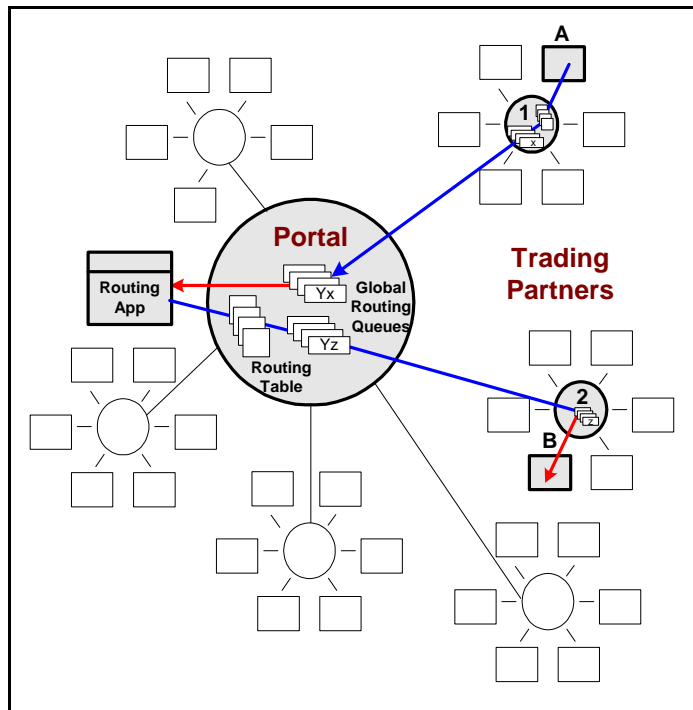 A
1
x
Portal
Trading
Partners
Routing
App
Yx
Global
Routing
Queues
Yz
Routing
Table
2
z
B